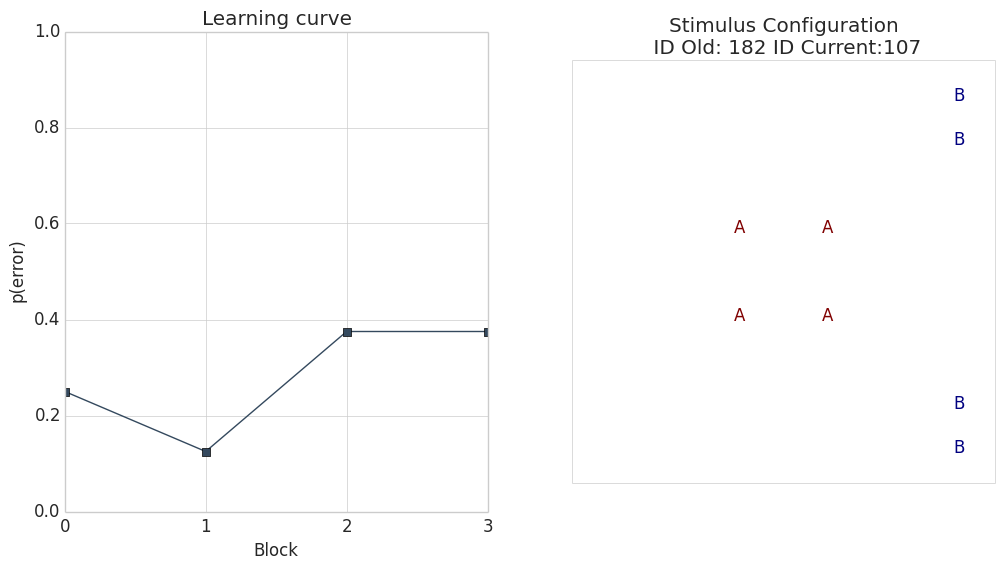 Learning curve
1.0
0.8
0.6
0.4
0.2
0.0
p(error)
0 1 2 3
Block
Stimulus Configuration
ID Old: 182 ID Current:107
B
B
A A
A A
B
B